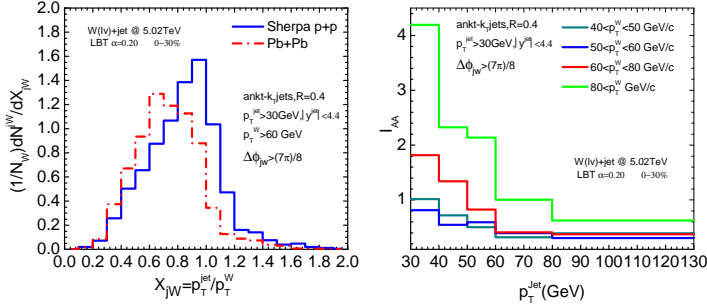 W(lv)+jet @ 5.02TeV
LBT α=0.20 0-30%
Sherpa p+p
Pb+Pb
ankt-k_T jets,R=0.4
p_T^jet>30GeV,|y^jet|<4.4
p_T^W>60 GeV
Δϕ_jW>(7π)/8
(1/N_W)dN^jW/dX_jW
2.0
1.8
1.6
1.4
1.2
1.0
0.8
0.6
0.4
0.2
0.0
0.0 0.2 0.4 0.6 0.8 1.0 1.2 1.4 1.6 1.8 2.0
X_jW=p_T^jet/p_T^W
ankt-k_T jets,R=0.4
p_T^jet>30GeV,|y^jet|<4.4
Δϕ_jW>(7π)/8
40<p_T^W<50 GeV/c
50<p_T^W<60 GeV/c
60<p_T^W<80 GeV/c
80<p_T^W GeV/c
W(lv)+jet @ 5.02TeV
LBT α=0.20 0-30%
I_AA
4
3
2
1
30 40 50 60 70 80 90 100 110 120 130
p_T^Jet(GeV)